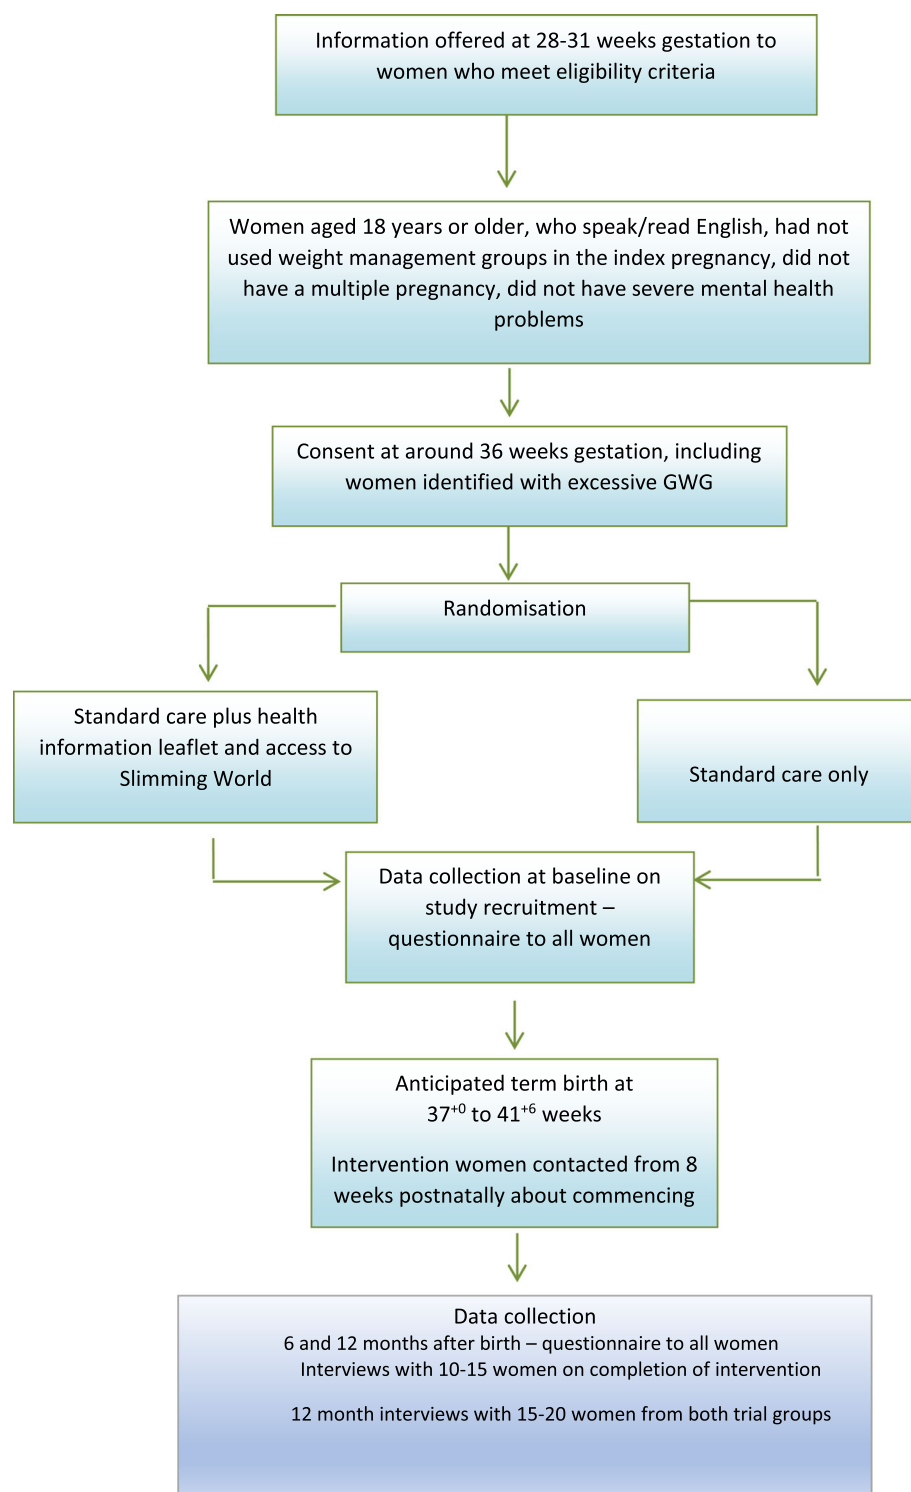 Information offered at 28-31 weeks gestation to
women who meet eligibility criteria
Women aged 18 years or older, who speak/read English, had not
used weight management groups in the index pregnancy, did not
have a multiple pregnancy, did not have severe mental health
problems
Consent at around 36 weeks gestation, including
women identified with excessive GWG
Randomisation
Standard care plus health
information leaflet and access to
Slimming World
Standard care only
Data collection at baseline on
study recruitment –
questionnaire to all women
Anticipated term birth at
37⁺⁰ to 41⁺⁶ weeks
Intervention women contacted from 8
weeks postnatally about commencing
Data collection
6 and 12 months after birth – questionnaire to all women
Interviews with 10-15 women on completion of intervention
12 month interviews with 15-20 women from both trial groups